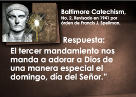 Baltimore Catechism,
No. 2, Revisado en 1941 por
órden de Francis J. Spellman.
Respuesta:
El tercer mandamiento nos
manda a adorar a Dios de
una manera especial el
domingo, día del Señor."